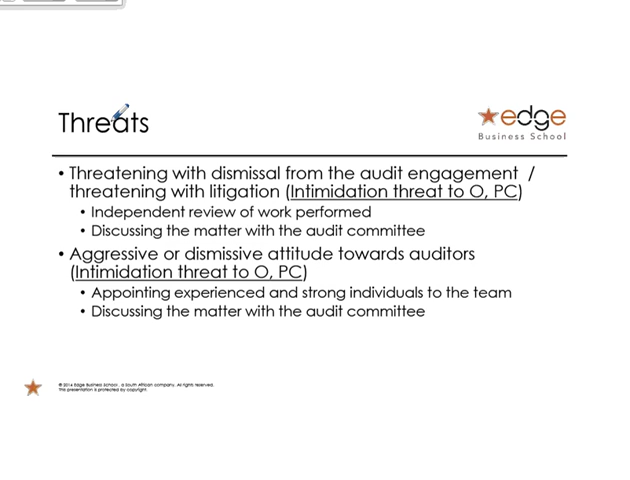 Threats
edge
Business School
• Threatening with dismissal from the audit engagement /
threatening with litigation (Intimidation threat to O, PC)
• Independent review of work performed
• Discussing the matter with the audit committee
• Aggressive or dismissive attitude towards auditors
(Intimidation threat to O, PC)
• Appointing experienced and strong individuals to the team
• Discussing the matter with the audit committee
© 2016 Edge Business School, a South African company. All rights reserved.
This presentation is protected by copyright.